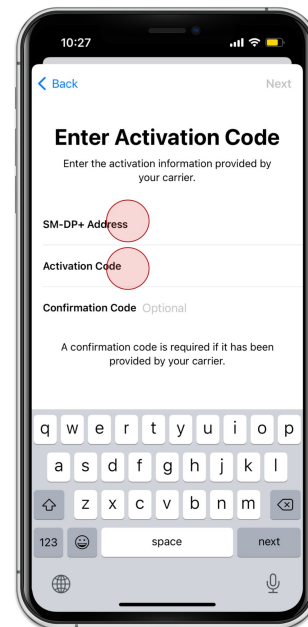 10:27
Back Next
Enter Activation Code
Enter the activation information provided by
your carrier.
SM-DP+ Address
Activation Code
Confirmation Code Optional
A confirmation code is required if it has been
provided by your carrier.
q w e r t y u i o p
a s d f g h j k l
z x c v b n m
123 space next